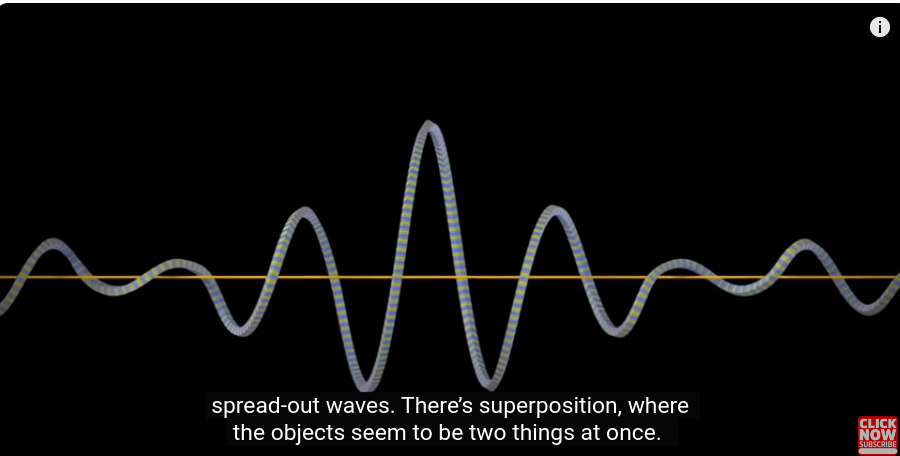 spread-out waves. There’s superposition, where
the objects seem to be two things at once.
CLICK
NOW
SUBSCRIBE